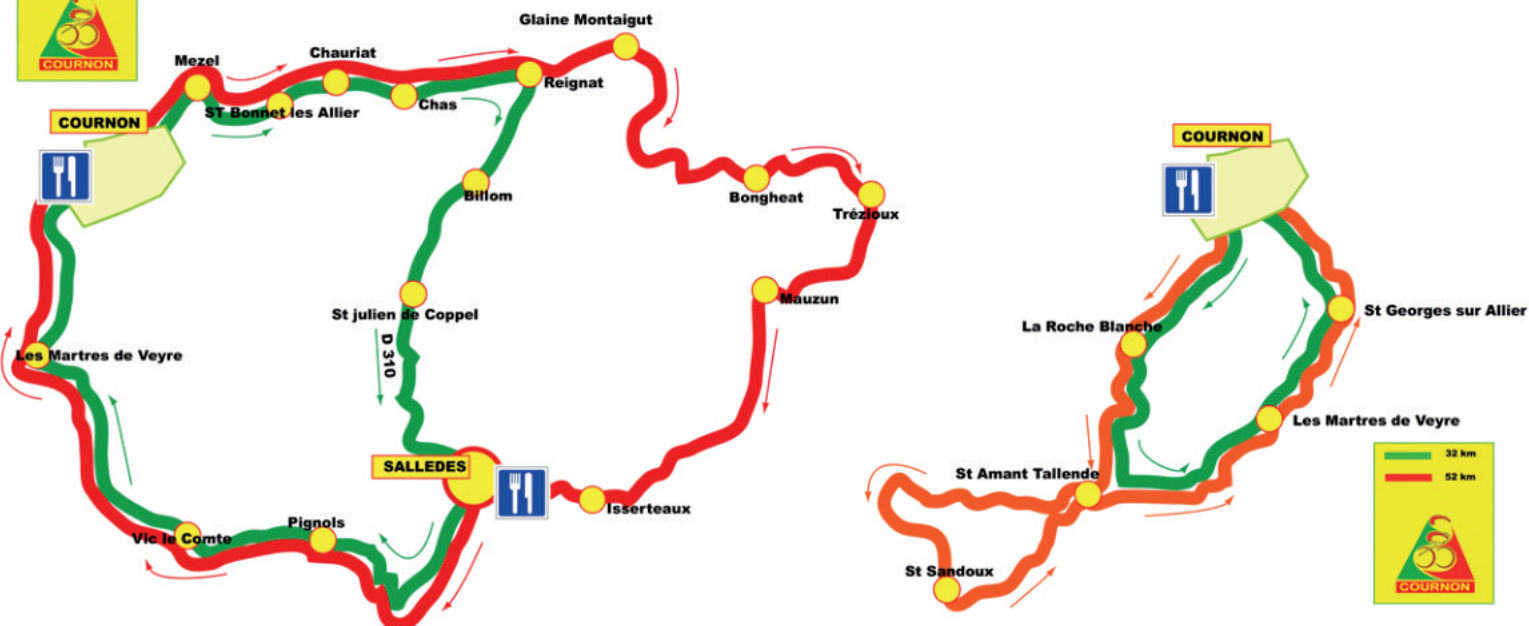 COURNON
Glaine Montaigut
Mezel
Chauriat
Reignat
ST Bonnet les Allier
Chas
COURNON
Billom
Bongheat
Trézioux
St julien de Coppel
Mauzun
D 310
Les Martres de Veyre
SALLEDES
Isserteaux
Pignols
Vic le Comte
COURNON
La Roche Blanche
St Georges sur Allier
Les Martres de Veyre
St Amant Tallende
St Sandoux
32 km
52 km
COURNON